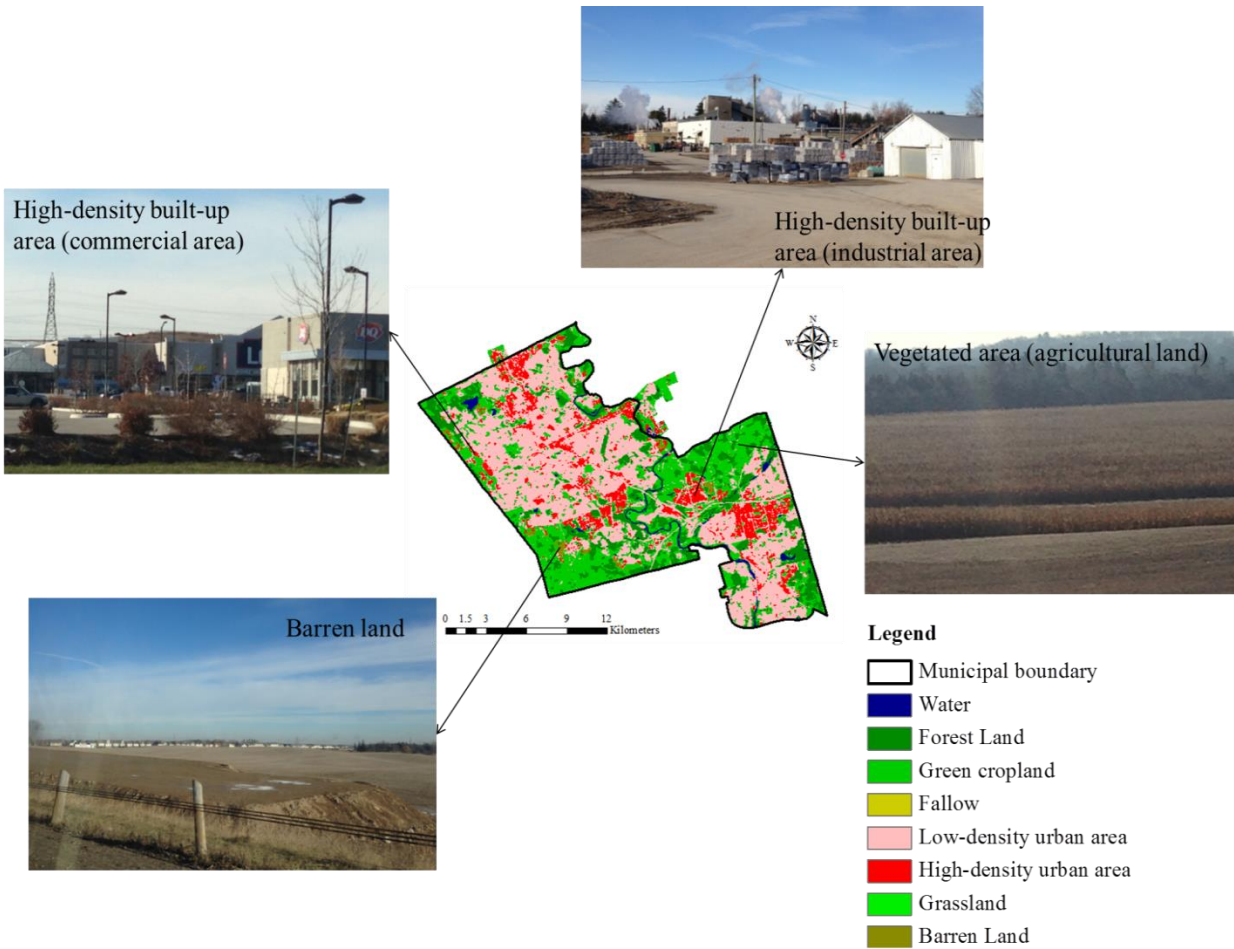 High-density built-up
area (industrial area)
High-density built-up
area (commercial area)
DQ
N
W
E
S
Vegetated area (agricultural land)
Barren land
0 1.5 3 6 9 12
Kilometers
Legend
Municipal boundary
Water
Forest Land
Green cropland
Fallow
Low-density urban area
High-density urban area
Grassland
Barren Land